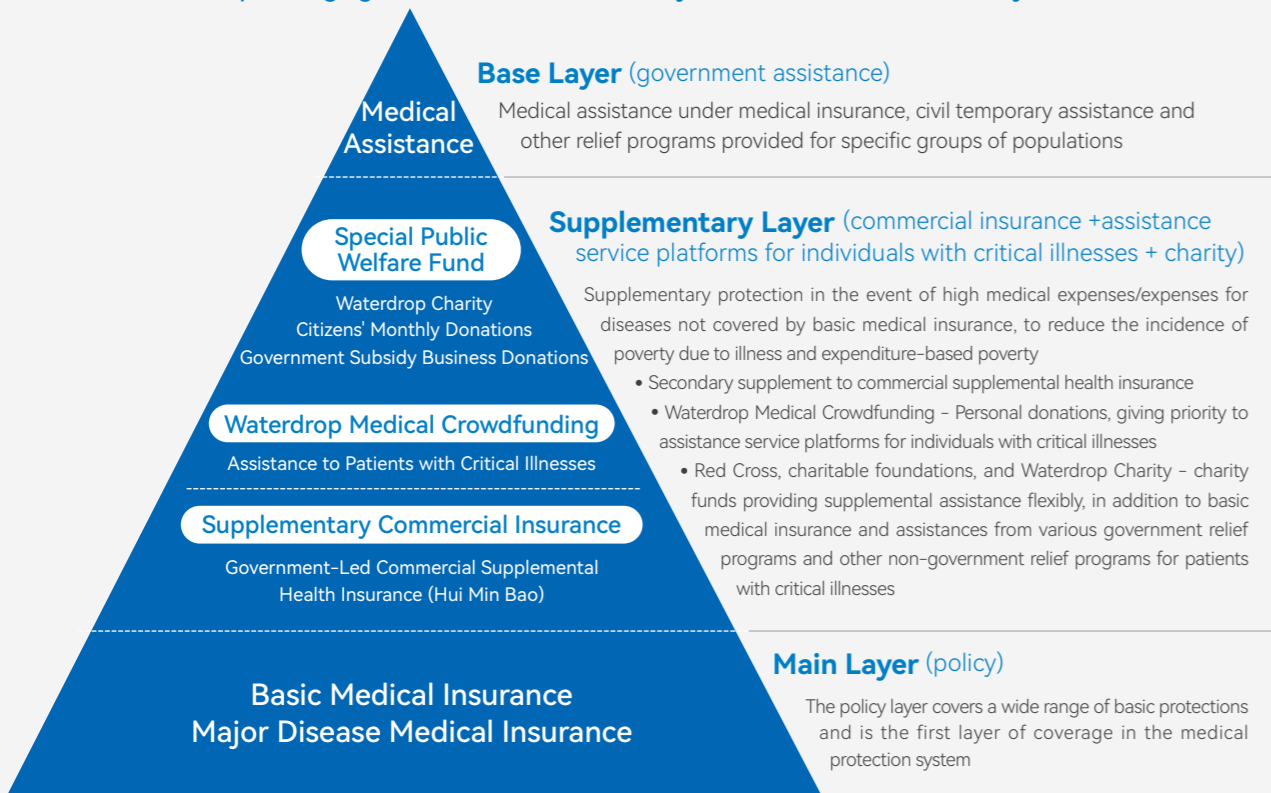 Medical
Assistance
Base Layer (government assistance)
Medical assistance under medical insurance, civil temporary assistance and
other relief programs provided for specific groups of populations
Special Public
Welfare Fund
Waterdrop Charity
Citizens' Monthly Donations
Government Subsidy Business Donations
Waterdrop Medical Crowdfunding
Assistance to Patients with Critical Illnesses
Supplementary Commercial Insurance
Government-Led Commercial Supplemental
Health Insurance (Hui Min Bao)
Supplementary Layer (commercial insurance +assistance
service platforms for individuals with critical illnesses + charity)
Supplementary protection in the event of high medical expenses/expenses for
diseases not covered by basic medical insurance, to reduce the incidence of
poverty due to illness and expenditure-based poverty
• Secondary supplement to commercial supplemental health insurance
• Waterdrop Medical Crowdfunding - Personal donations, giving priority to
assistance service platforms for individuals with critical illnesses
• Red Cross, charitable foundations, and Waterdrop Charity - charity
funds providing supplemental assistance flexibly, in addition to basic
medical insurance and assistances from various government relief
programs and other non-government relief programs for patients
with critical illnesses
Basic Medical Insurance
Major Disease Medical Insurance
Main Layer (policy)
The policy layer covers a wide range of basic protections
and is the first layer of coverage in the medical
protection system